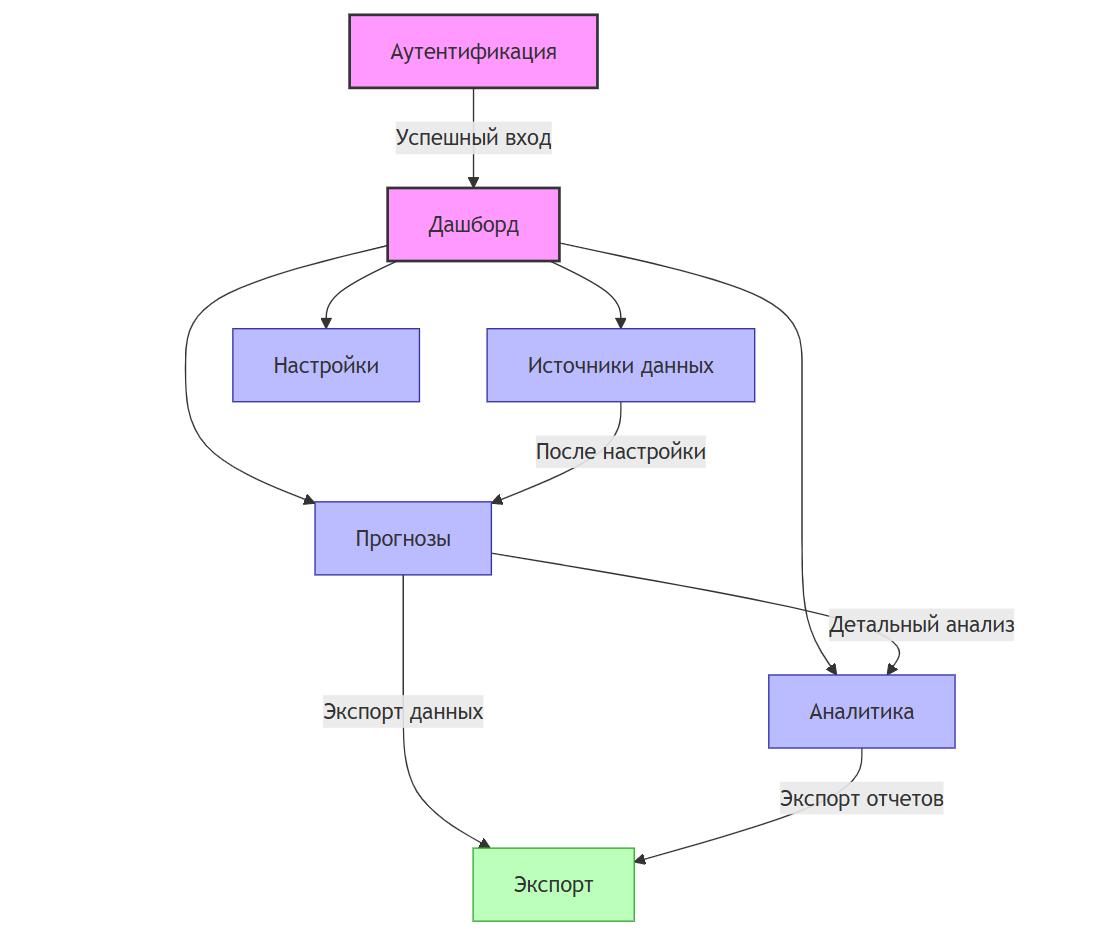 Аутентификация
Успешный вход
Дашборд
Настройки
Источники данных
После настройки
Прогнозы
Детальный анализ
Экспорт данных
Аналитика
Экспорт отчетов
Экспорт